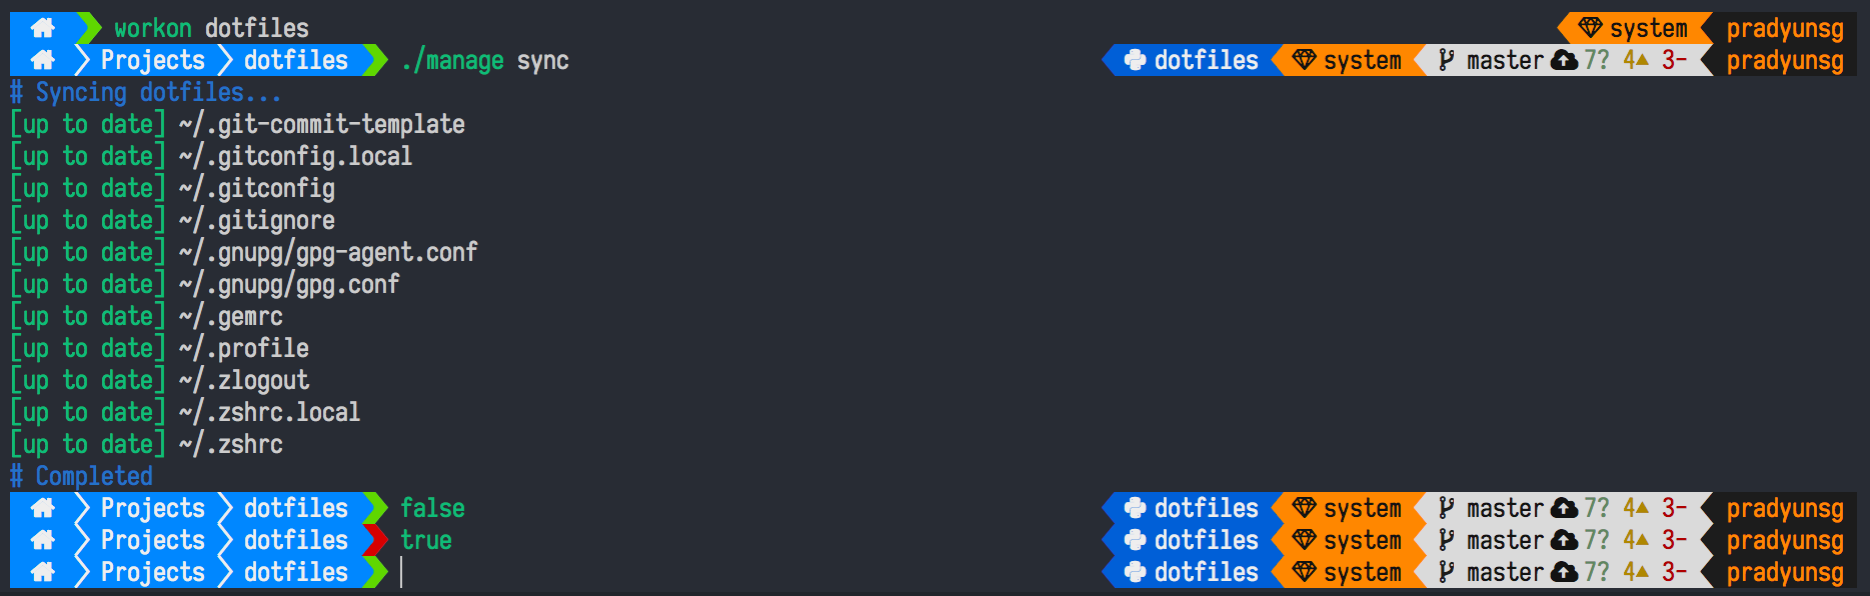 workon dotfiles system pradyunsg
Projects dotfiles ./manage sync dotfiles system master 7? 4▲ 3- pradyunsg
# Syncing dotfiles...
[up to date] ~/.git-commit-template
[up to date] ~/.gitconfig.local
[up to date] ~/.gitconfig
[up to date] ~/.gitignore
[up to date] ~/.gnupg/gpg-agent.conf
[up to date] ~/.gnupg/gpg.conf
[up to date] ~/.gemrc
[up to date] ~/.profile
[up to date] ~/.zlogout
[up to date] ~/.zshrc.local
[up to date] ~/.zshrc
# Completed
Projects dotfiles false dotfiles system master 7? 4▲ 3- pradyunsg
Projects dotfiles true dotfiles system master 7? 4▲ 3- pradyunsg
Projects dotfiles dotfiles system master 7? 4▲ 3- pradyunsg